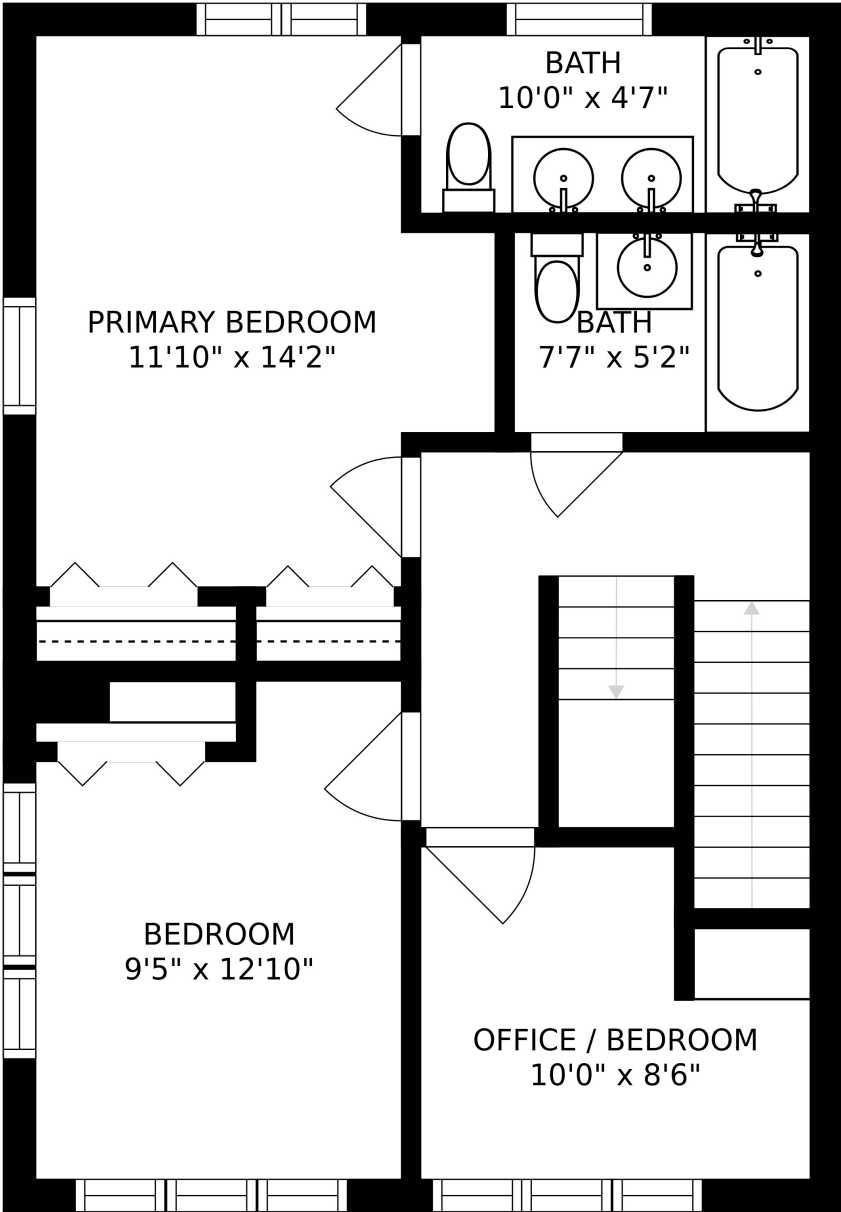 BATH
10'0" x 4'7"
PRIMARY BEDROOM
11'10" x 14'2"
BATH
7'7" x 5'2"
BEDROOM
9'5" x 12'10"
OFFICE / BEDROOM
10'0" x 8'6"